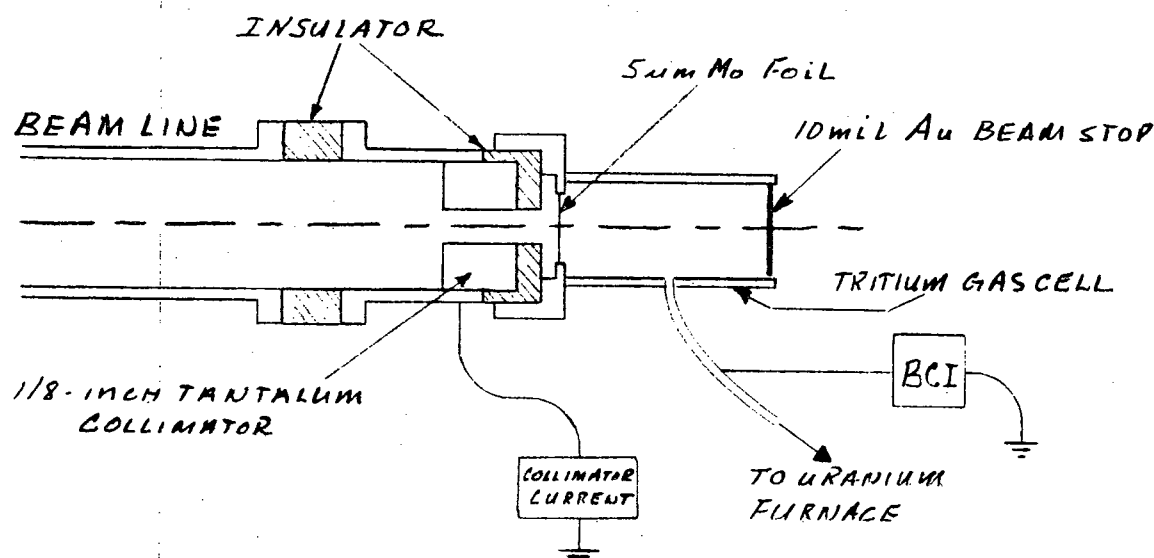 INSULATOR
5um Mo FOIL
BEAM LINE
10mil Au BEAM STOP
TRITIUM GAS CELL
BCI
1/8-INCH TANTALUM
COLLIMATOR
COLLIMATOR
CURRENT
TO URANIUM
FURNACE